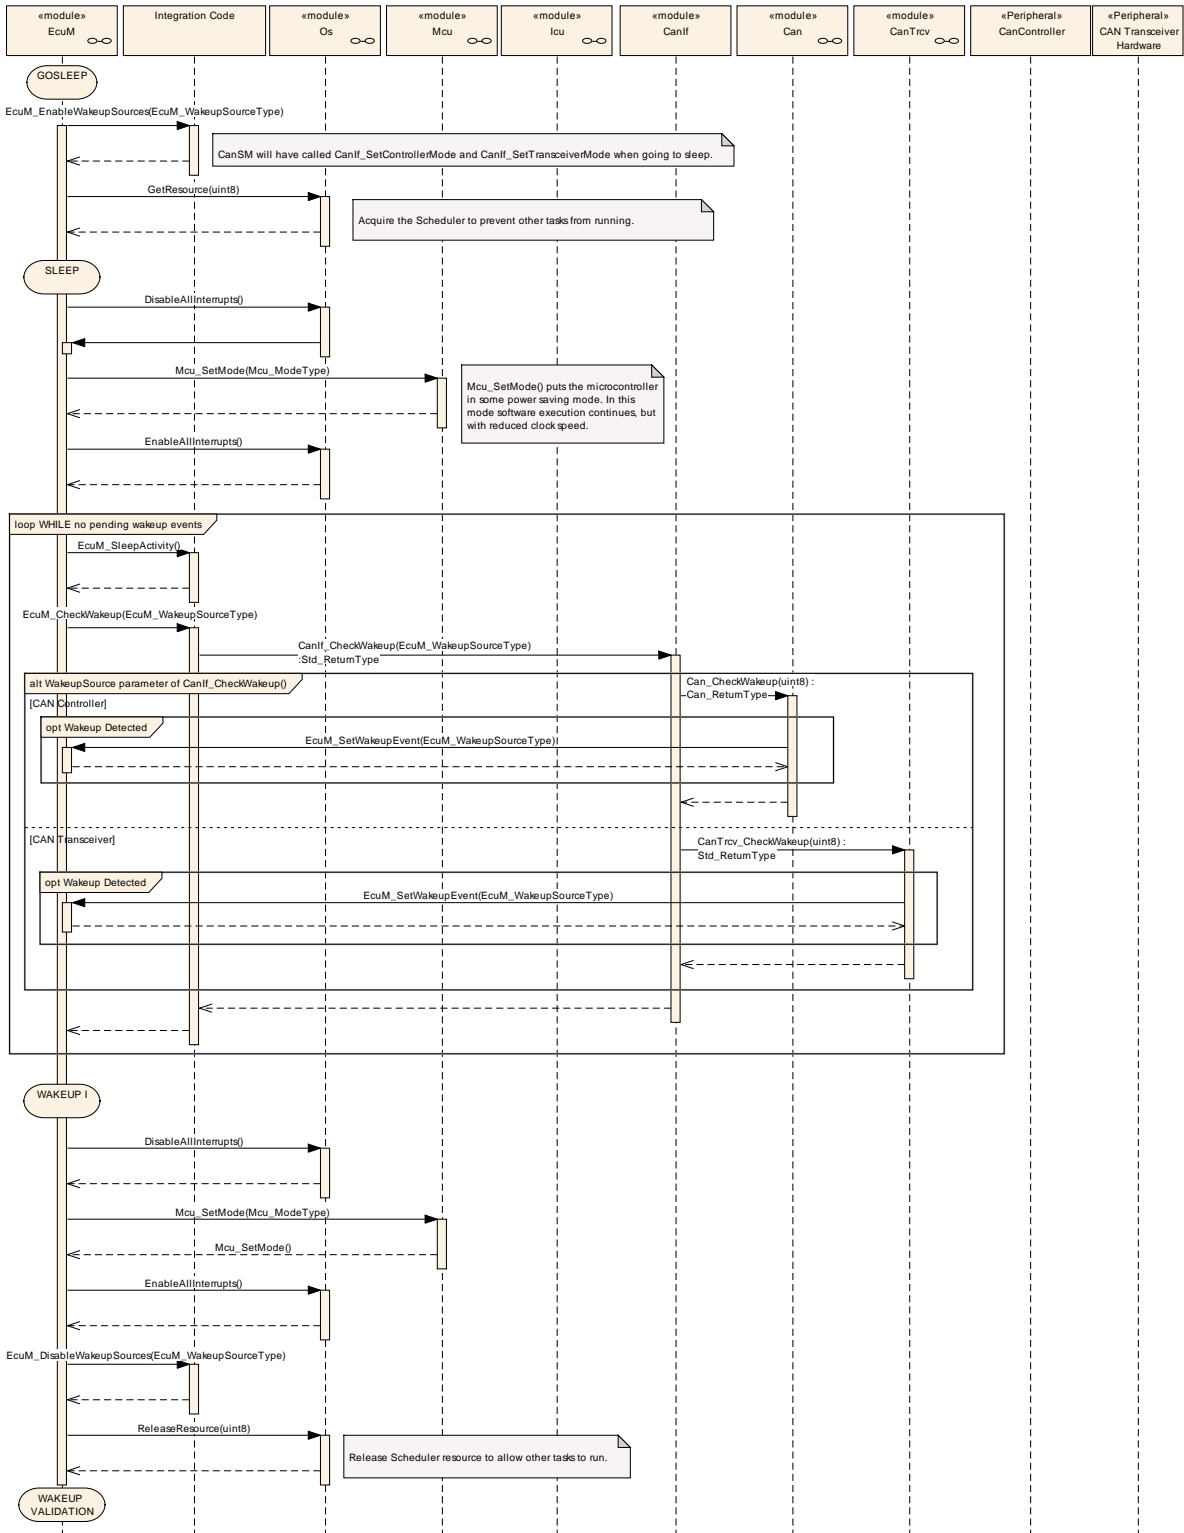 «module»
EcuM
Integration Code
«module»
Os
«module»
Mcu
«module»
Icu
«module»
CanIf
«module»
Can
«module»
CanTrcv
«Peripheral»
CanController
«Peripheral»
CAN Transceiver
Hardware
GOSLEEP
EcuM_EnableWakeupSources(EcuM_WakeupSourceType)
CanSM will have called CanIf_SetControllerMode and CanIf_SetTransceiverMode when going to sleep.
GetResource(uint8)
Acquire the Scheduler to prevent other tasks from running.
SLEEP
DisableAllInterrupts()
Mcu_SetMode(Mcu_ModeType)
Mcu_SetMode() puts the microcontroller
in some power saving mode. In this
mode software execution continues, but
with reduced clock speed.
EnableAllInterrupts()
loop WHILE no pending wakeup events
EcuM_SleepActivity()
EcuM_CheckWakeup(EcuM_WakeupSourceType)
CanIf_CheckWakeup(EcuM_WakeupSourceType)
:Std_ReturnType
alt WakeupSource parameter of CanIf_CheckWakeup()
Can_CheckWakeup(uint8) :
Can_ReturnType
[CAN Controller]
opt Wakeup Detected
EcuM_SetWakeupEvent(EcuM_WakeupSourceType)
[CAN Transceiver]
CanTrcv_CheckWakeup(uint8) :
Std_ReturnType
opt Wakeup Detected
EcuM_SetWakeupEvent(EcuM_WakeupSourceType)
WAKEUP I
DisableAllInterrupts()
Mcu_SetMode(Mcu_ModeType)
Mcu_SetMode()
EnableAllInterrupts()
EcuM_DisableWakeupSources(EcuM_WakeupSourceType)
ReleaseResource(uint8)
Release Scheduler resource to allow other tasks to run.
WAKEUP
VALIDATION